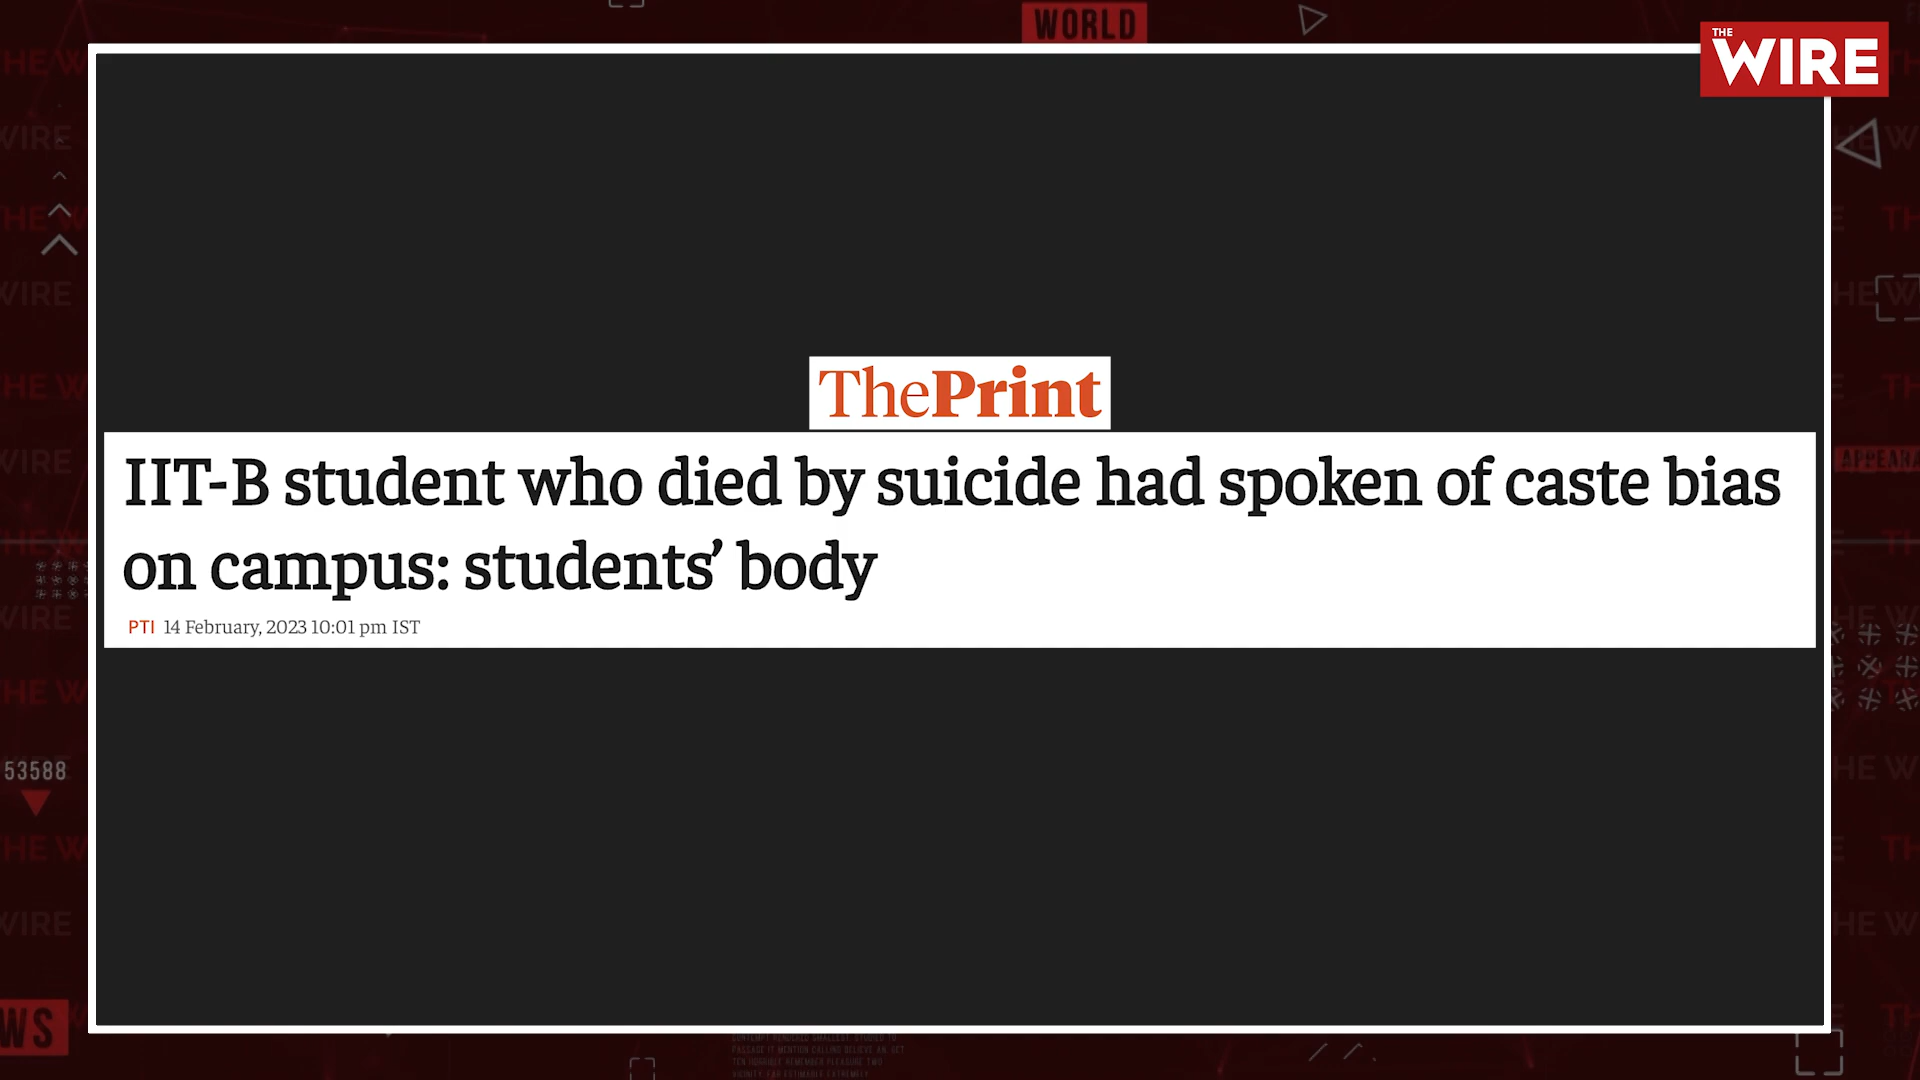 WORLD
THE
WIRE
ThePrint
IIT-B student who died by suicide had spoken of caste bias
on campus: students’ body
PTI 14 February, 2023 10:01 pm IST
53588
WS